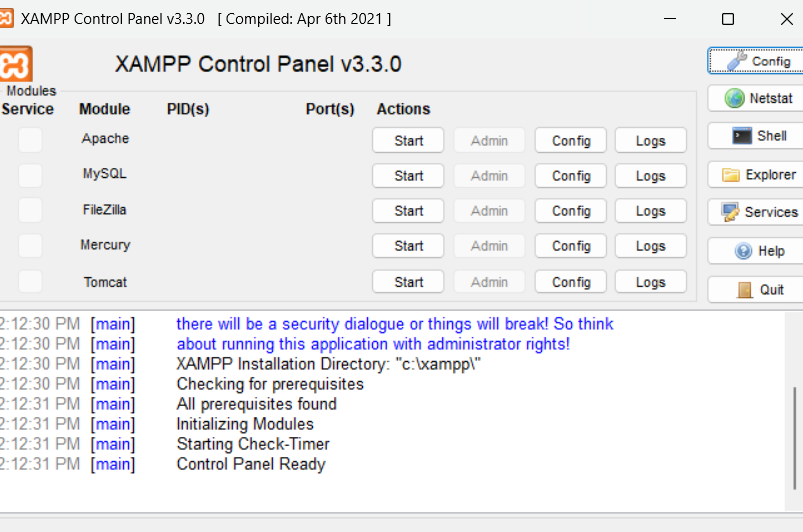 XAMPP Control Panel v3.3.0 [ Compiled: Apr 6th 2021 ]
XAMPP Control Panel v3.3.0
Config
Modules
Service Module PID(s) Port(s) Actions
Netstat
Apache Start Admin Config Logs
Shell
MySQL Start Admin Config Logs
Explorer
FileZilla Start Admin Config Logs
Services
Mercury Start Admin Config Logs
Help
Tomcat Start Admin Config Logs
Quit
2:12:30 PM [main] there will be a security dialogue or things will break! So think
2:12:30 PM [main] about running this application with administrator rights!
2:12:30 PM [main] XAMPP Installation Directory: "c:\xampp\"
2:12:30 PM [main] Checking for prerequisites
2:12:31 PM [main] All prerequisites found
2:12:31 PM [main] Initializing Modules
2:12:31 PM [main] Starting Check-Timer
2:12:31 PM [main] Control Panel Ready